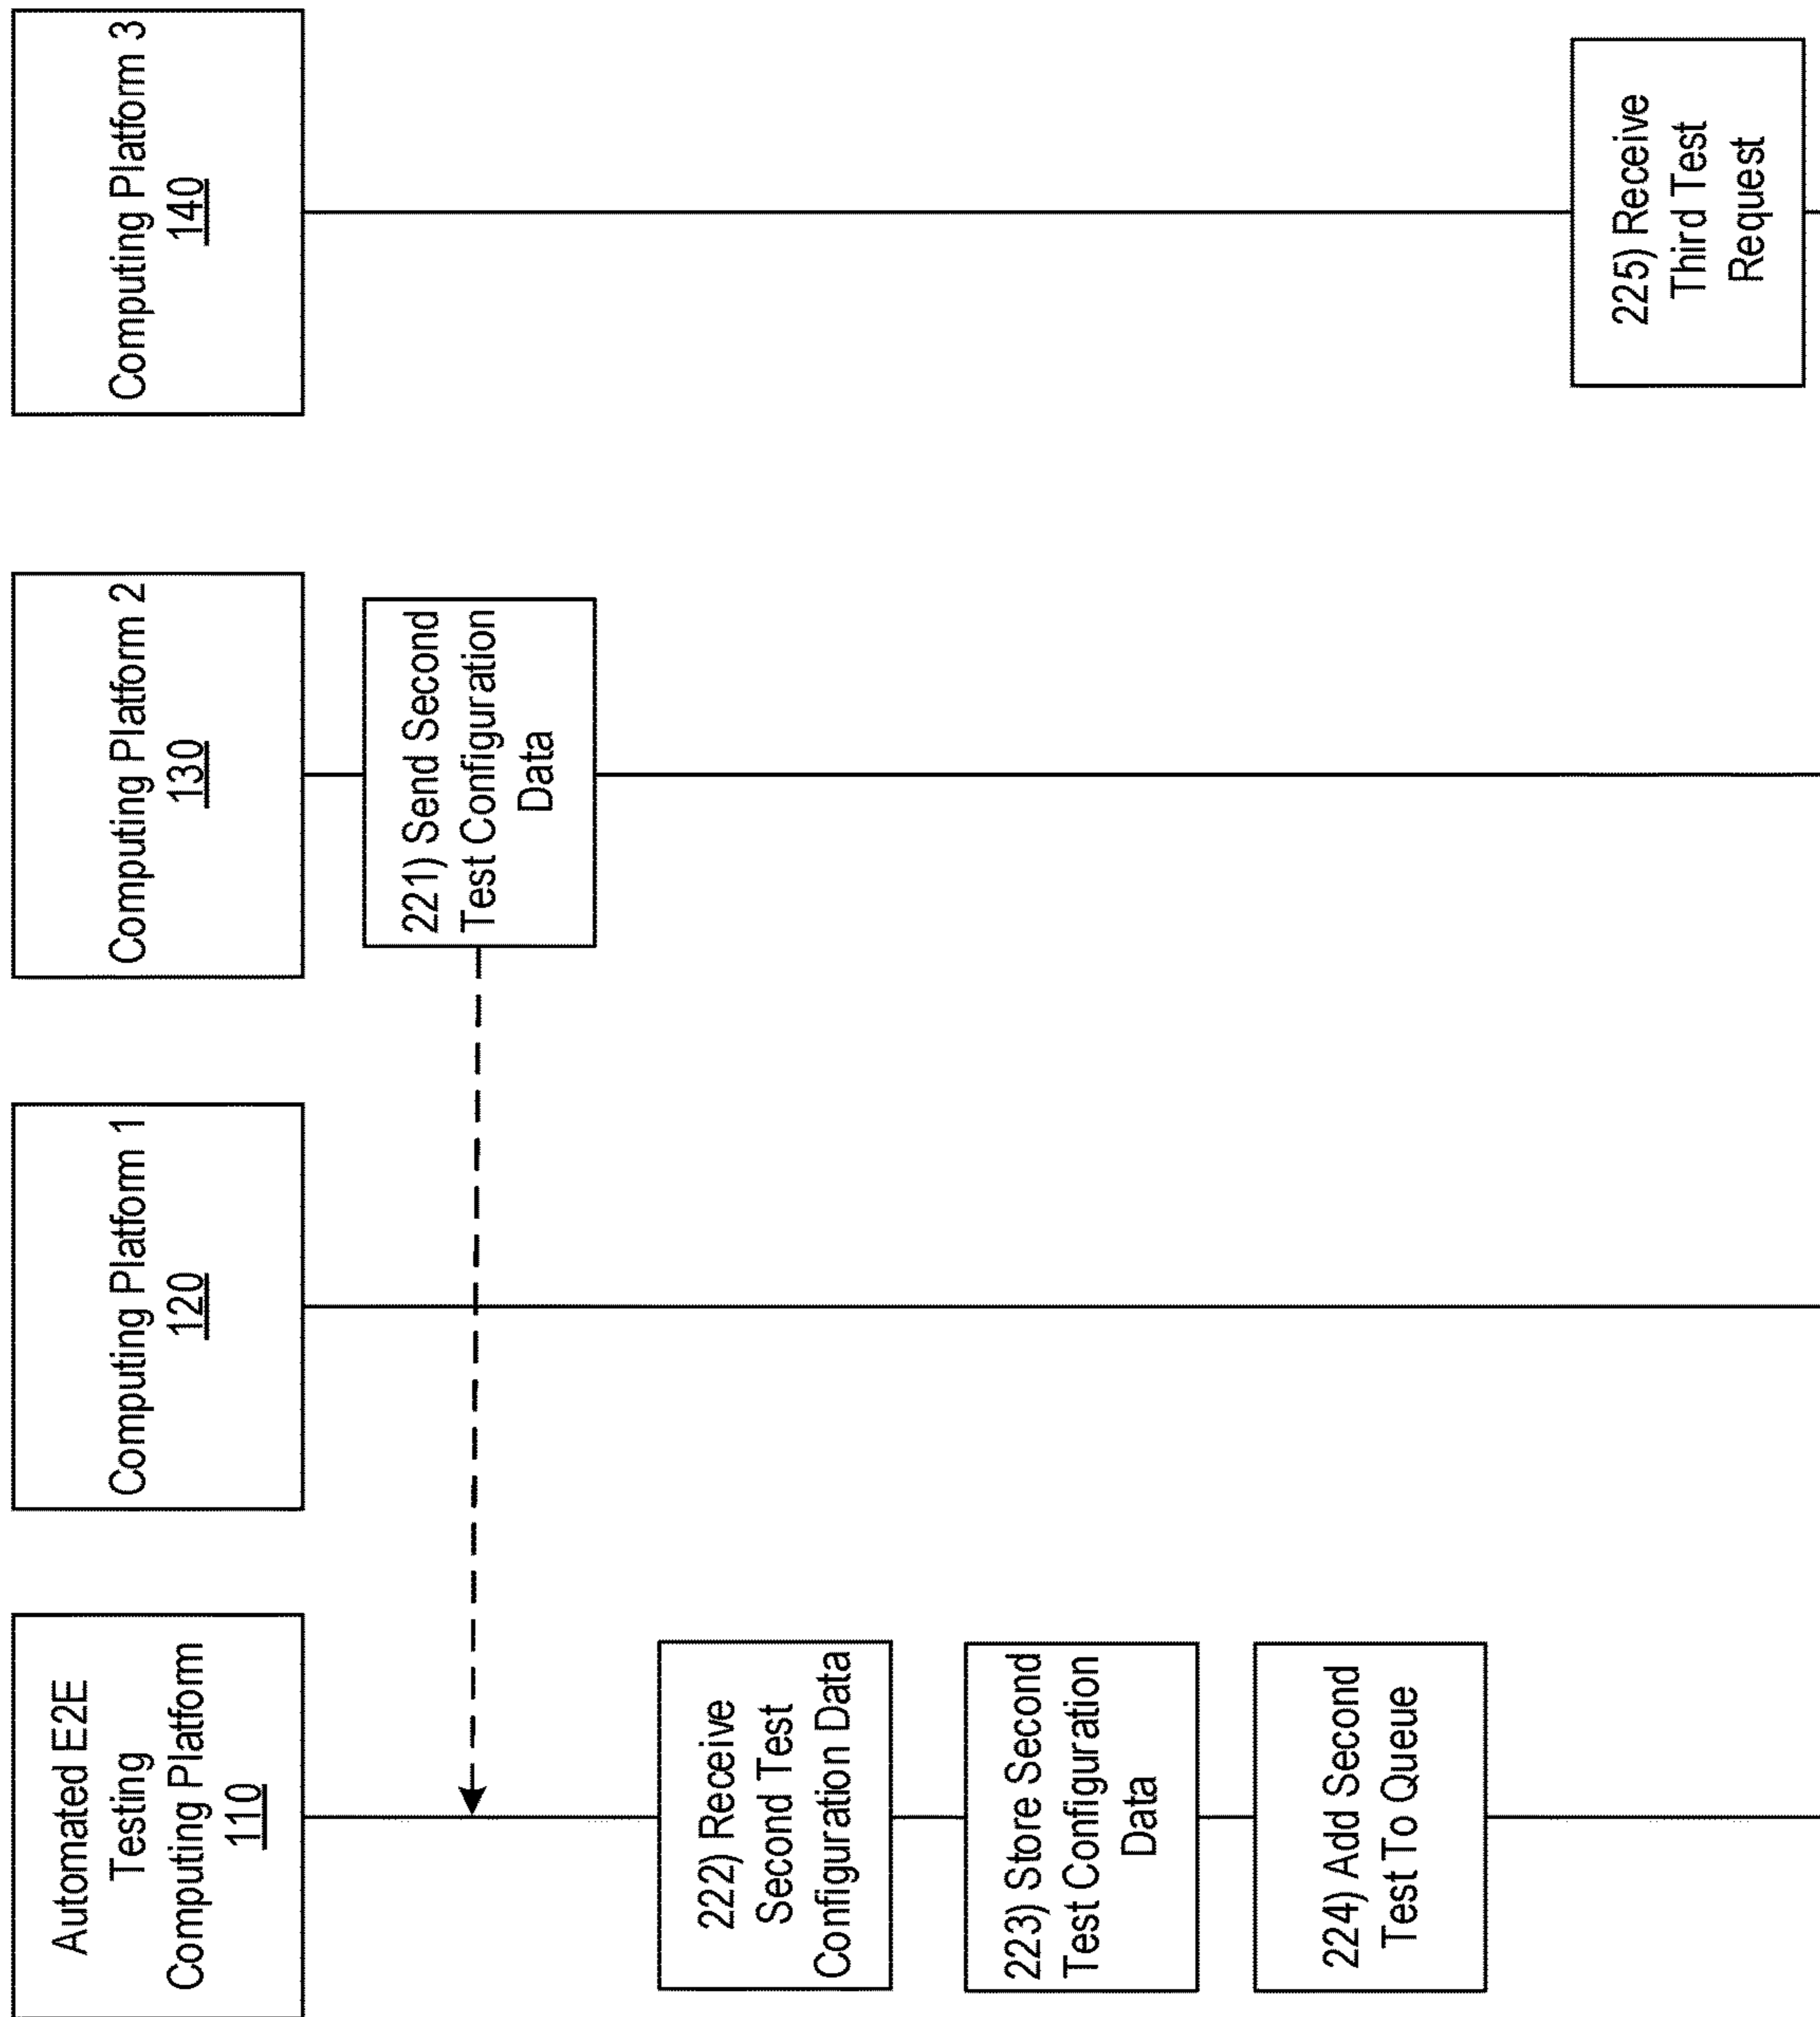 Automated E2E
Testing
Computing Platform
110
Computing Platform 1
120
Computing Platform 2
130
Computing Platform 3
140
221) Send Second
Test Configuration
Data
222) Receive
Second Test
Configuration Data
223) Store Second
Test Configuration
Data
224) Add Second
Test To Queue
225) Receive
Third Test
Request